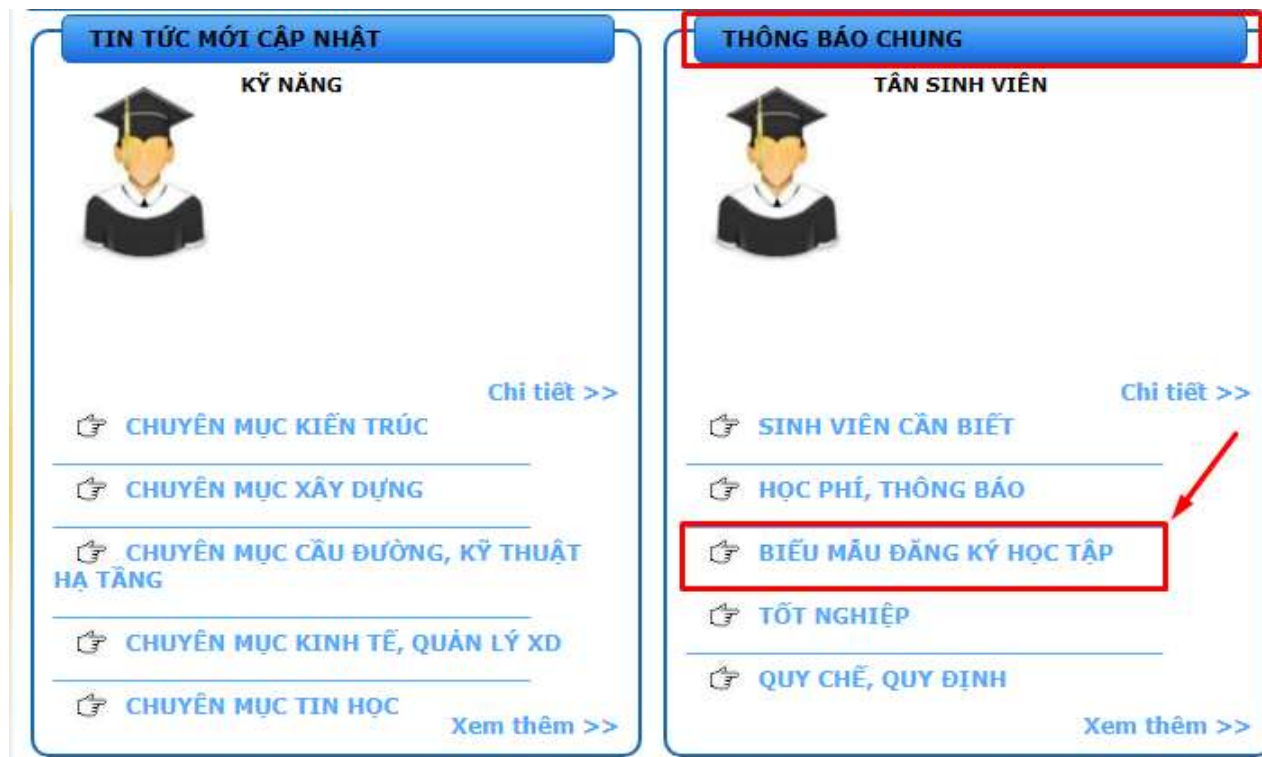 TIN TỨC MỚI CẬP NHẬT
KỸ NĂNG
Chi tiết >>
CHUYÊN MỤC KIẾN TRÚC
CHUYÊN MỤC XÂY DỰNG
CHUYÊN MỤC CẦU ĐƯỜNG, KỸ THUẬT
HẠ TẦNG
CHUYÊN MỤC KINH TẾ, QUẢN LÝ XD
CHUYÊN MỤC TIN HỌC
Xem thêm >>
THÔNG BÁO CHUNG
TÂN SINH VIÊN
Chi tiết >>
SINH VIÊN CẦN BIẾT
HỌC PHÍ, THÔNG BÁO
BIỂU MẪU ĐĂNG KÝ HỌC TẬP
TỐT NGHIỆP
QUY CHẾ, QUY ĐỊNH
Xem thêm >>